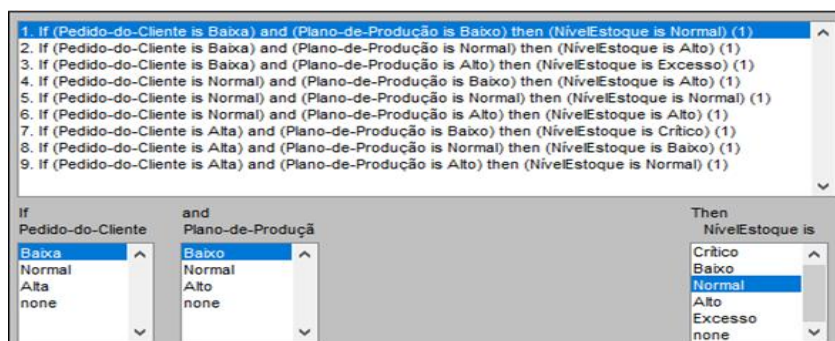 1. If (Pedido-do-Cliente is Baixa) and (Plano-de-Produção is Baixo) then (NívelEstoque is Normal) (1)
2. If (Pedido-do-Cliente is Baixa) and (Plano-de-Produção is Normal) then (NívelEstoque is Alto) (1)
3. If (Pedido-do-Cliente is Baixa) and (Plano-de-Produção is Alto) then (NívelEstoque is Excesso) (1)
4. If (Pedido-do-Cliente is Normal) and (Plano-de-Produção is Baixo) then (NívelEstoque is Alto) (1)
5. If (Pedido-do-Cliente is Normal) and (Plano-de-Produção is Normal) then (NívelEstoque is Normal) (1)
6. If (Pedido-do-Cliente is Normal) and (Plano-de-Produção is Alto) then (NívelEstoque is Alto) (1)
7. If (Pedido-do-Cliente is Alta) and (Plano-de-Produção is Baixo) then (NívelEstoque is Crítico) (1)
8. If (Pedido-do-Cliente is Alta) and (Plano-de-Produção is Normal) then (NívelEstoque is Baixo) (1)
9. If (Pedido-do-Cliente is Alta) and (Plano-de-Produção is Alto) then (NívelEstoque is Normal) (1)
If
Pedido-do-Cliente
Baixa
Normal
Alta
none
and
Plano-de-Produçã
Baixo
Normal
Alto
none
Then
NívelEstoque is
Crítico
Baixo
Normal
Alto
Excesso
none